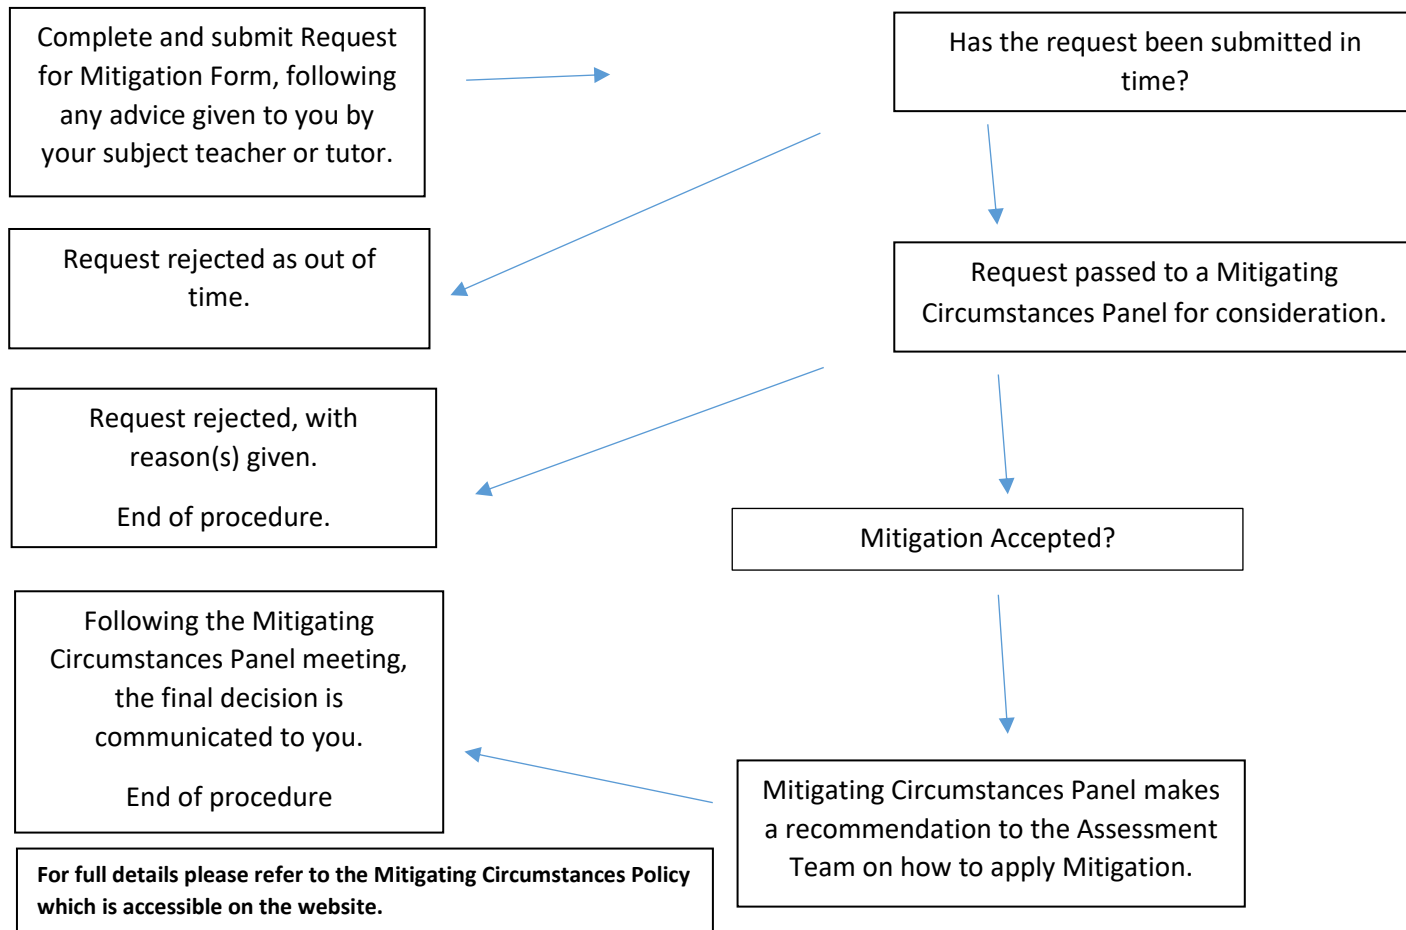 Complete and submit Request
for Mitigation Form, following
any advice given to you by
your subject teacher or tutor.
Has the request been submitted in
time?
Request rejected as out of
time.
Request passed to a Mitigating
Circumstances Panel for consideration.
Request rejected, with
reason(s) given.
End of procedure.
Mitigation Accepted?
Following the Mitigating
Circumstances Panel meeting,
the final decision is
communicated to you.
End of procedure
Mitigating Circumstances Panel makes
a recommendation to the Assessment
Team on how to apply Mitigation.
For full details please refer to the Mitigating Circumstances Policy
which is accessible on the website.